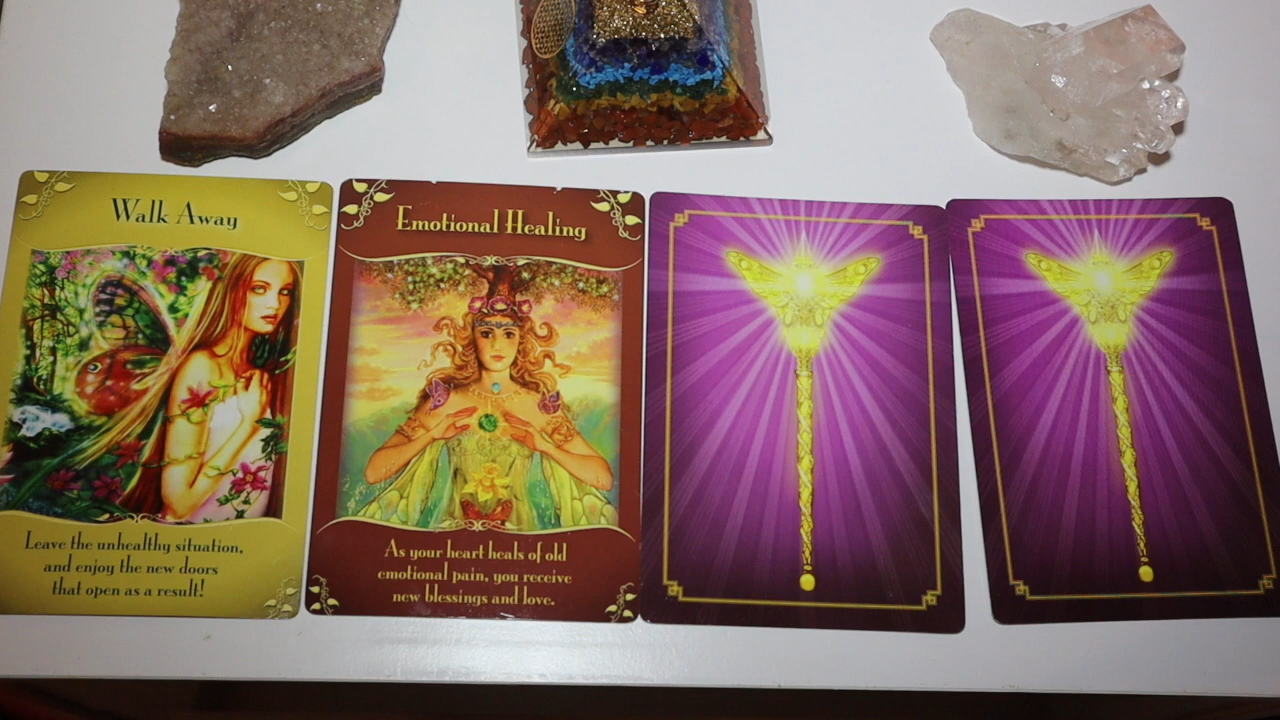 Walk Away
Leave the unhealthy situation,
and enjoy the new doors
that open as a result!
Emotional Healing
As your heart heals of old
emotional pain, you receive
new blessings and love.